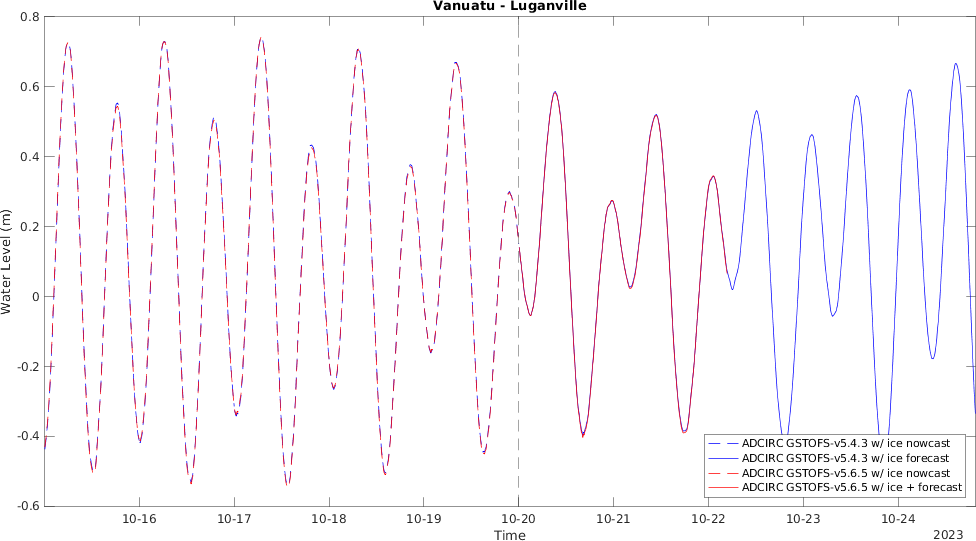 Vanuatu - Luganville
0.8
0.6
0.4
0.2
0
-0.2
-0.4
-0.6
Water Level (m)
10-16 10-17 10-18 10-19 10-20 10-21 10-22 10-23 10-24
Time
2023
ADCIRC GSTOFS-v5.4.3 w/ ice nowcast
ADCIRC GSTOFS-v5.4.3 w/ ice forecast
ADCIRC GSTOFS-v5.6.5 w/ ice nowcast
ADCIRC GSTOFS-v5.6.5 w/ ice + forecast